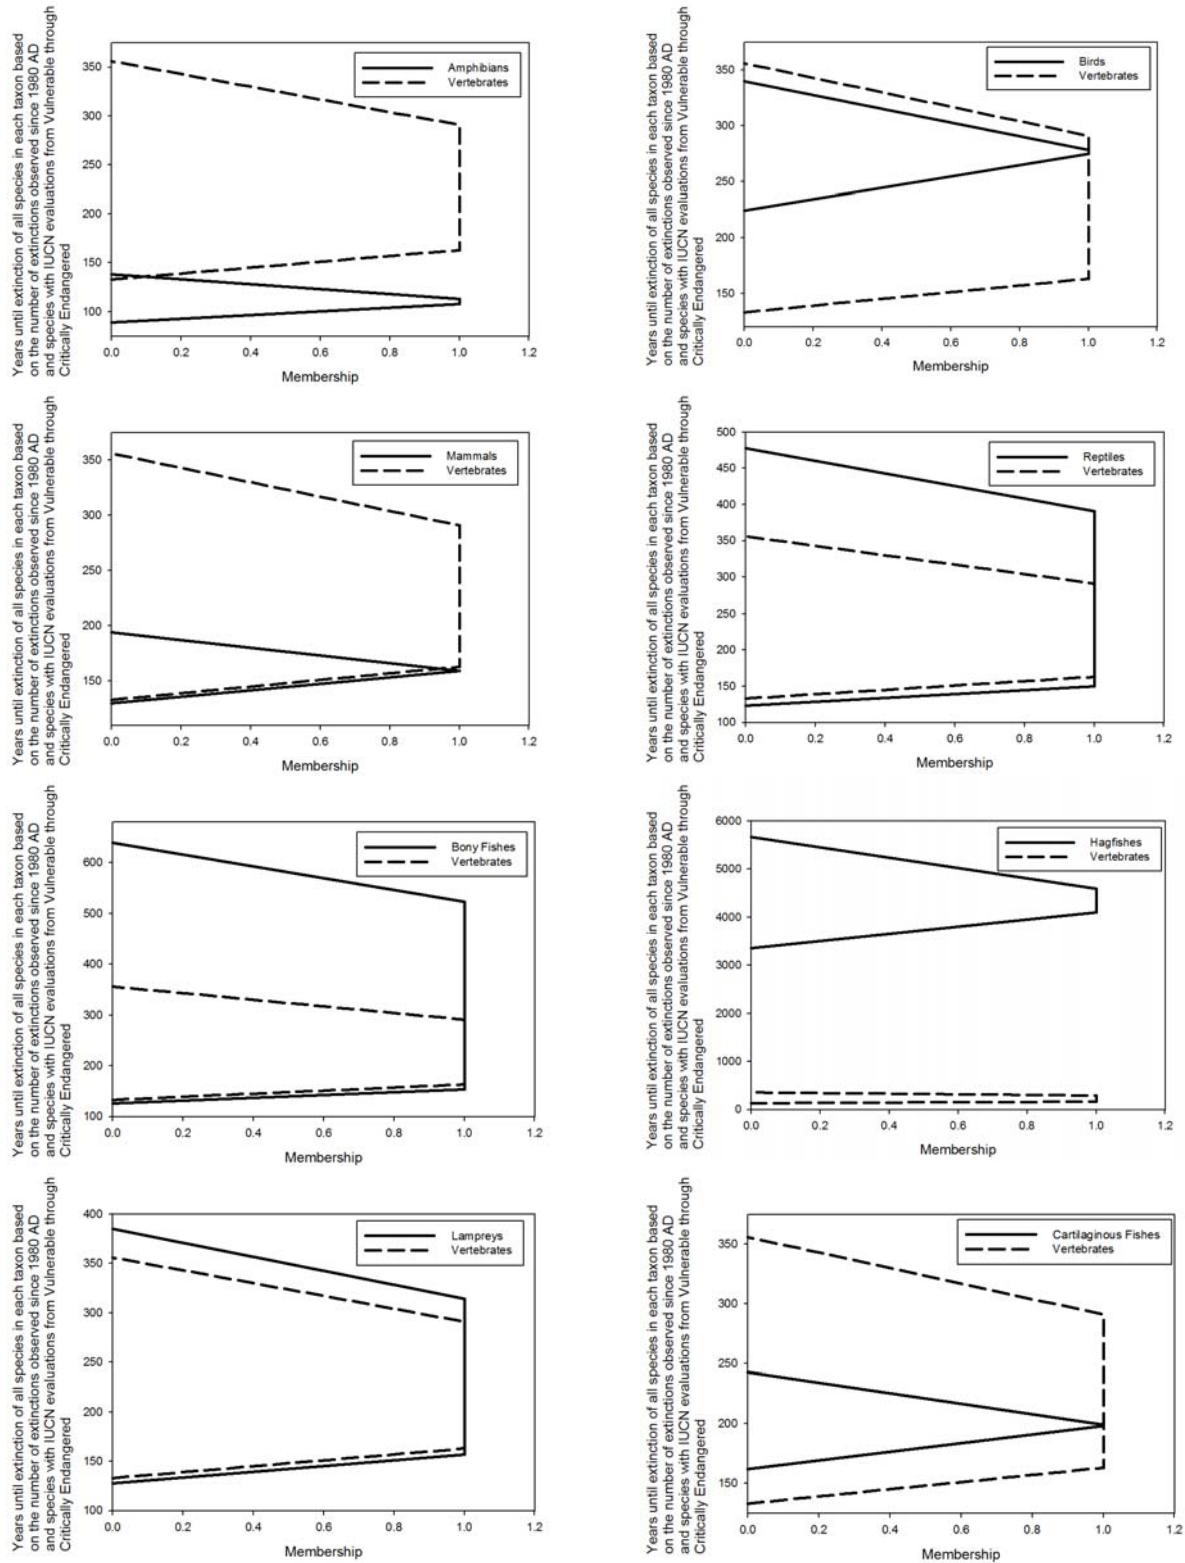 Years until extinction of all species in each taxon based
on the number of extinctions observed since 1980 AD
and species with IUCN evaluations from Vulnerable through
Critically Endangered
350
300
250
200
150
100
Amphibians
Vertebrates
0.0 0.2 0.4 0.6 0.8 1.0 1.2
Membership
Years until extinction of all species in each taxon based
on the number of extinctions observed since 1980 AD
and species with IUCN evaluations from Vulnerable through
Critically Endangered
350
300
250
200
150
Birds
Vertebrates
0.0 0.2 0.4 0.6 0.8 1.0 1.2
Membership
Years until extinction of all species in each taxon based
on the number of extinctions observed since 1980 AD
and species with IUCN evaluations from Vulnerable through
Critically Endangered
350
300
250
200
150
Mammals
Vertebrates
0.0 0.2 0.4 0.6 0.8 1.0 1.2
Membership
Years until extinction of all species in each taxon based
on the number of extinctions observed since 1980 AD
and species with IUCN evaluations from Vulnerable through
Critically Endangered
500
450
400
350
300
250
200
150
100
Reptiles
Vertebrates
0.0 0.2 0.4 0.6 0.8 1.0 1.2
Membership
Years until extinction of all species in each taxon based
on the number of extinctions observed since 1980 AD
and species with IUCN evaluations from Vulnerable through
Critically Endangered
600
500
400
300
200
100
Bony Fishes
Vertebrates
0.0 0.2 0.4 0.6 0.8 1.0 1.2
Membership
Years until extinction of all species in each taxon based
on the number of extinctions observed since 1980 AD
and species with IUCN evaluations from Vulnerable through
Critically Endangered
6000
5000
4000
3000
2000
1000
0
Hagfishes
Vertebrates
0.0 0.2 0.4 0.6 0.8 1.0 1.2
Membership
Years until extinction of all species in each taxon based
on the number of extinctions observed since 1980 AD
and species with IUCN evaluations from Vulnerable through
Critically Endangered
400
350
300
250
200
150
100
Lampreys
Vertebrates
0.0 0.2 0.4 0.6 0.8 1.0 1.2
Membership
Years until extinction of all species in each taxon based
on the number of extinctions observed since 1980 AD
and species with IUCN evaluations from Vulnerable through
Critically Endangered
350
300
250
200
150
Cartilaginous Fishes
Vertebrates
0.0 0.2 0.4 0.6 0.8 1.0 1.2
Membership